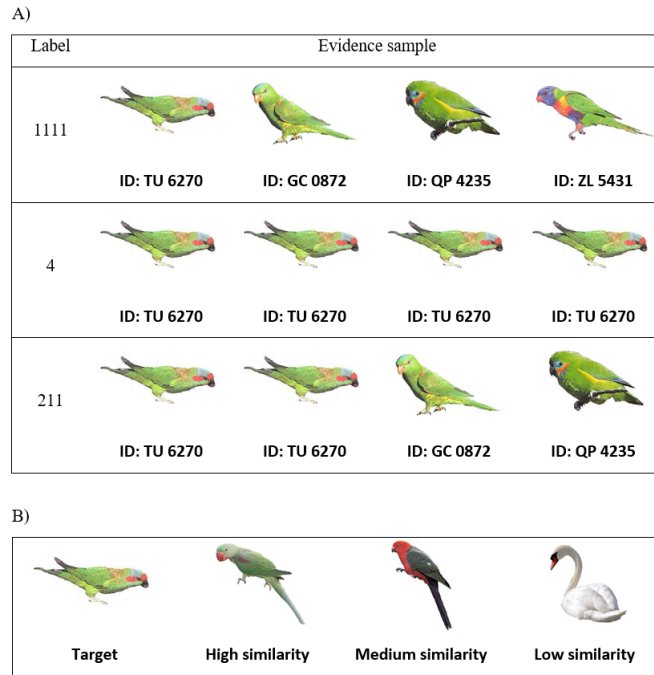 A)
Label Evidence sample
1111
ID: TU 6270 ID: GC 0872 ID: QP 4235 ID: ZL 5431
4
ID: TU 6270 ID: TU 6270 ID: TU 6270 ID: TU 6270
211
ID: TU 6270 ID: TU 6270 ID: GC 0872 ID: QP 4235
B)
Target High similarity Medium similarity Low similarity